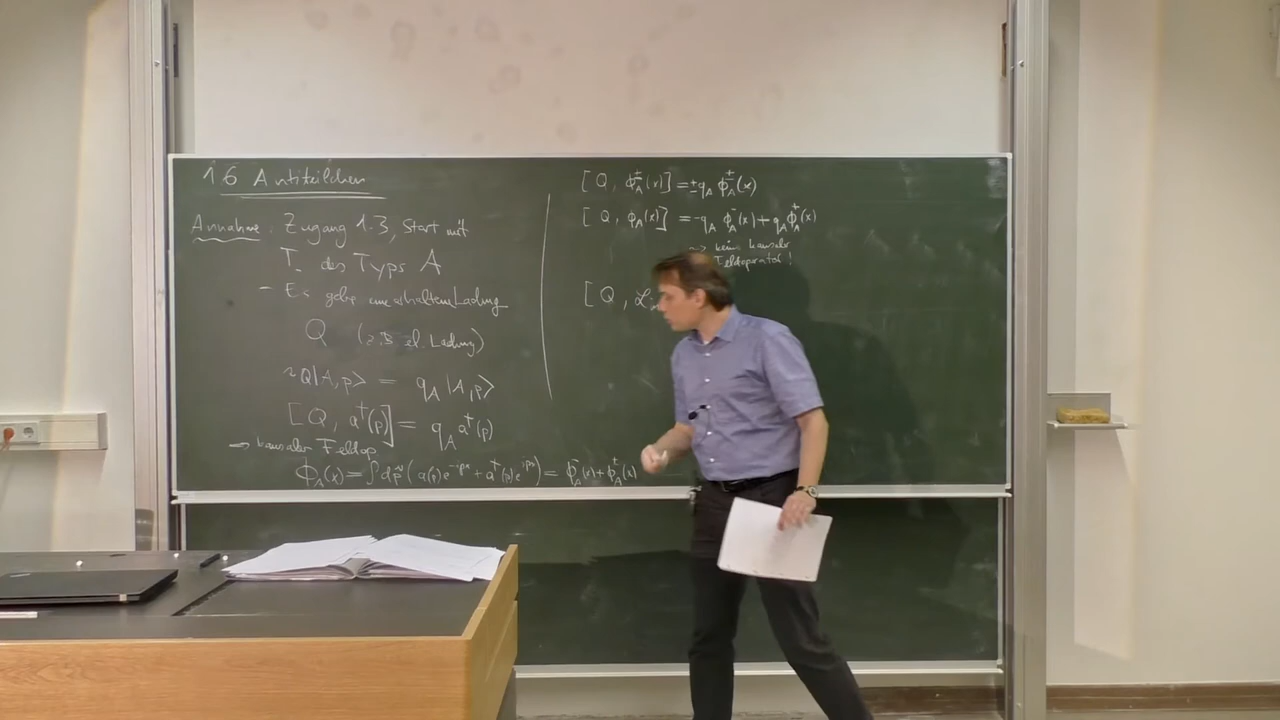 1.6 Antiteilchen
Annahme: Zugang 1.3, Start mit
T. des Typs A
- Es gebe eine erhaltene Ladung
Q (z.B. el. Ladung)
~ Q|A,p> = q_A |A,p>
[Q, a†(p)] = q_A a†(p)
→ kausaler Feldop
ϕ_A(x) = ∫ dp̃ (a(p) e^{-ipx} + a†(p) e^{ipx}) = ϕ_A^-(x) + ϕ_A^+(x)
[Q, ϕ_A^±(x)] = ± q_A ϕ_A^±(x)
[Q, ϕ_A(x)] = -q_A ϕ_A^-(x) + q_A ϕ_A^+(x)
~> kein kausaler
Feldoperator !
[Q, ℒ